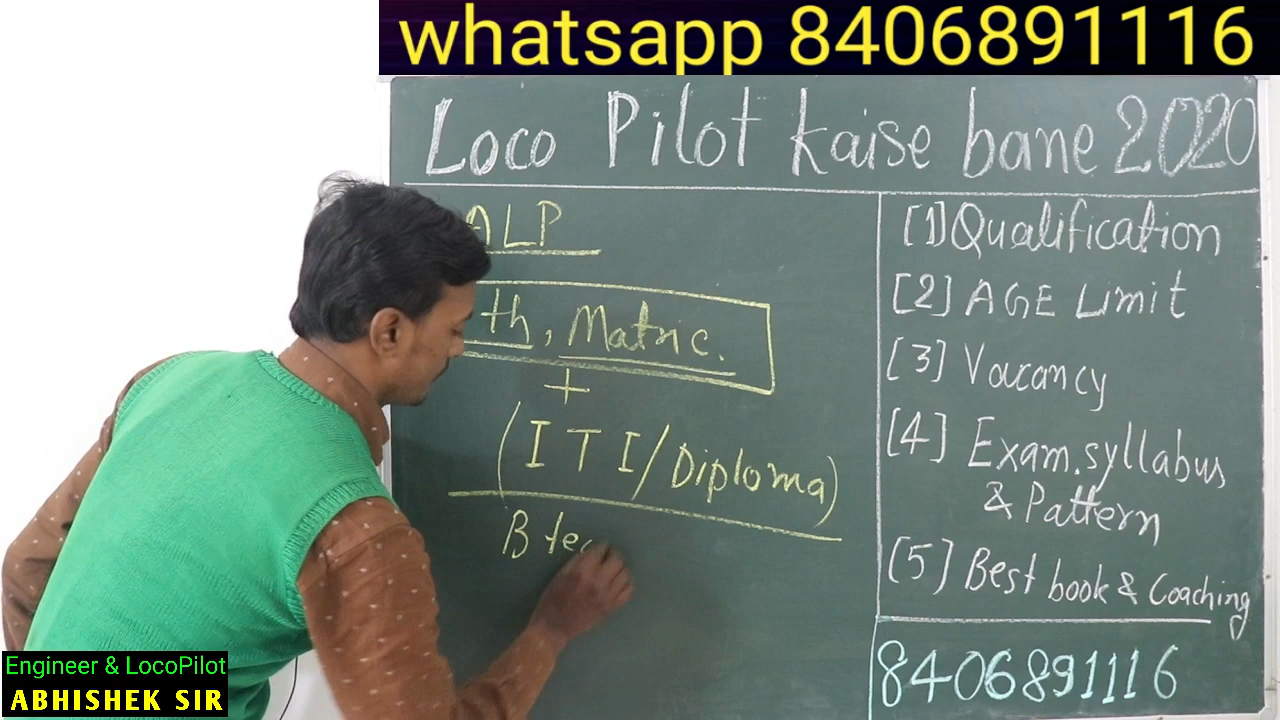 whatsapp 8406891116
Loco Pilot kaise bane 2020
ALP
th, Matric.
+
(ITI/Diploma)
B tec
[1] Qualification
[2] AGE Limit
[3] Vacancy
[4] Exam.syllabus
& Pattern
[5] Best book & Coaching
8406891116
Engineer & LocoPilot
ABHISHEK SIR